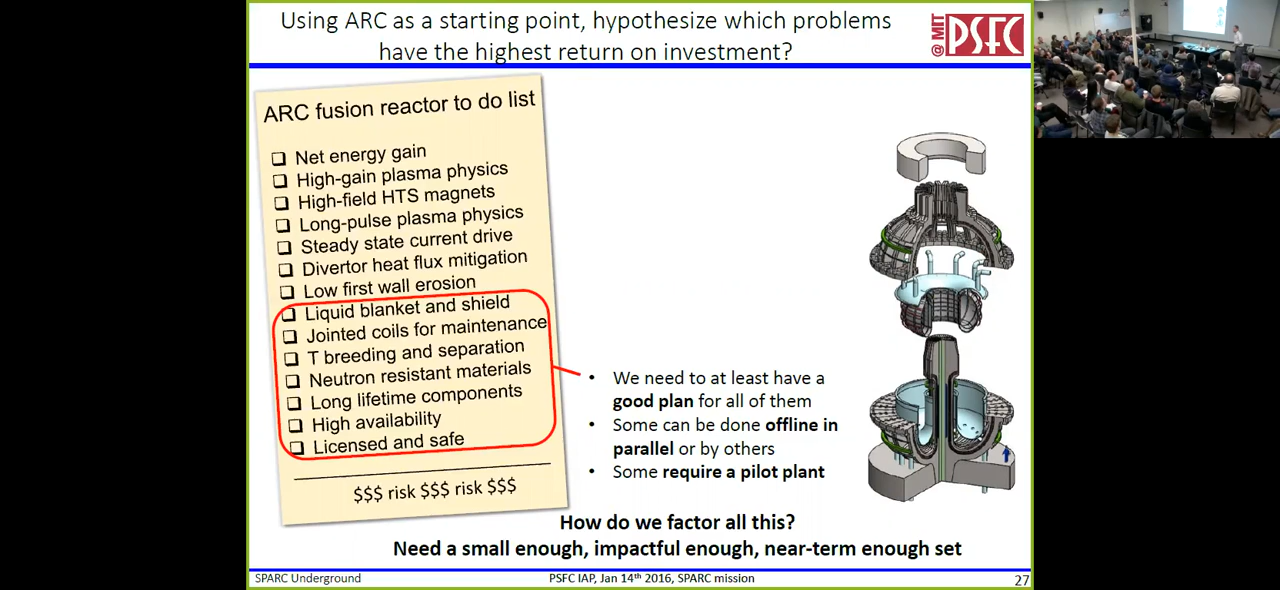 Using ARC as a starting point, hypothesize which problems
have the highest return on investment?
@MIT
PSFC
ARC fusion reactor to do list
Net energy gain
High-gain plasma physics
High-field HTS magnets
Long-pulse plasma physics
Steady state current drive
Divertor heat flux mitigation
Low first wall erosion
Liquid blanket and shield
Jointed coils for maintenance
T breeding and separation
Neutron resistant materials
Long lifetime components
High availability
Licensed and safe
$$$ risk $$$ risk $$$
• We need to at least have a
good plan for all of them
• Some can be done offline in
parallel or by others
• Some require a pilot plant
How do we factor all this?
Need a small enough, impactful enough, near-term enough set
SPARC Underground
PSFC IAP, Jan 14th 2016, SPARC mission
27